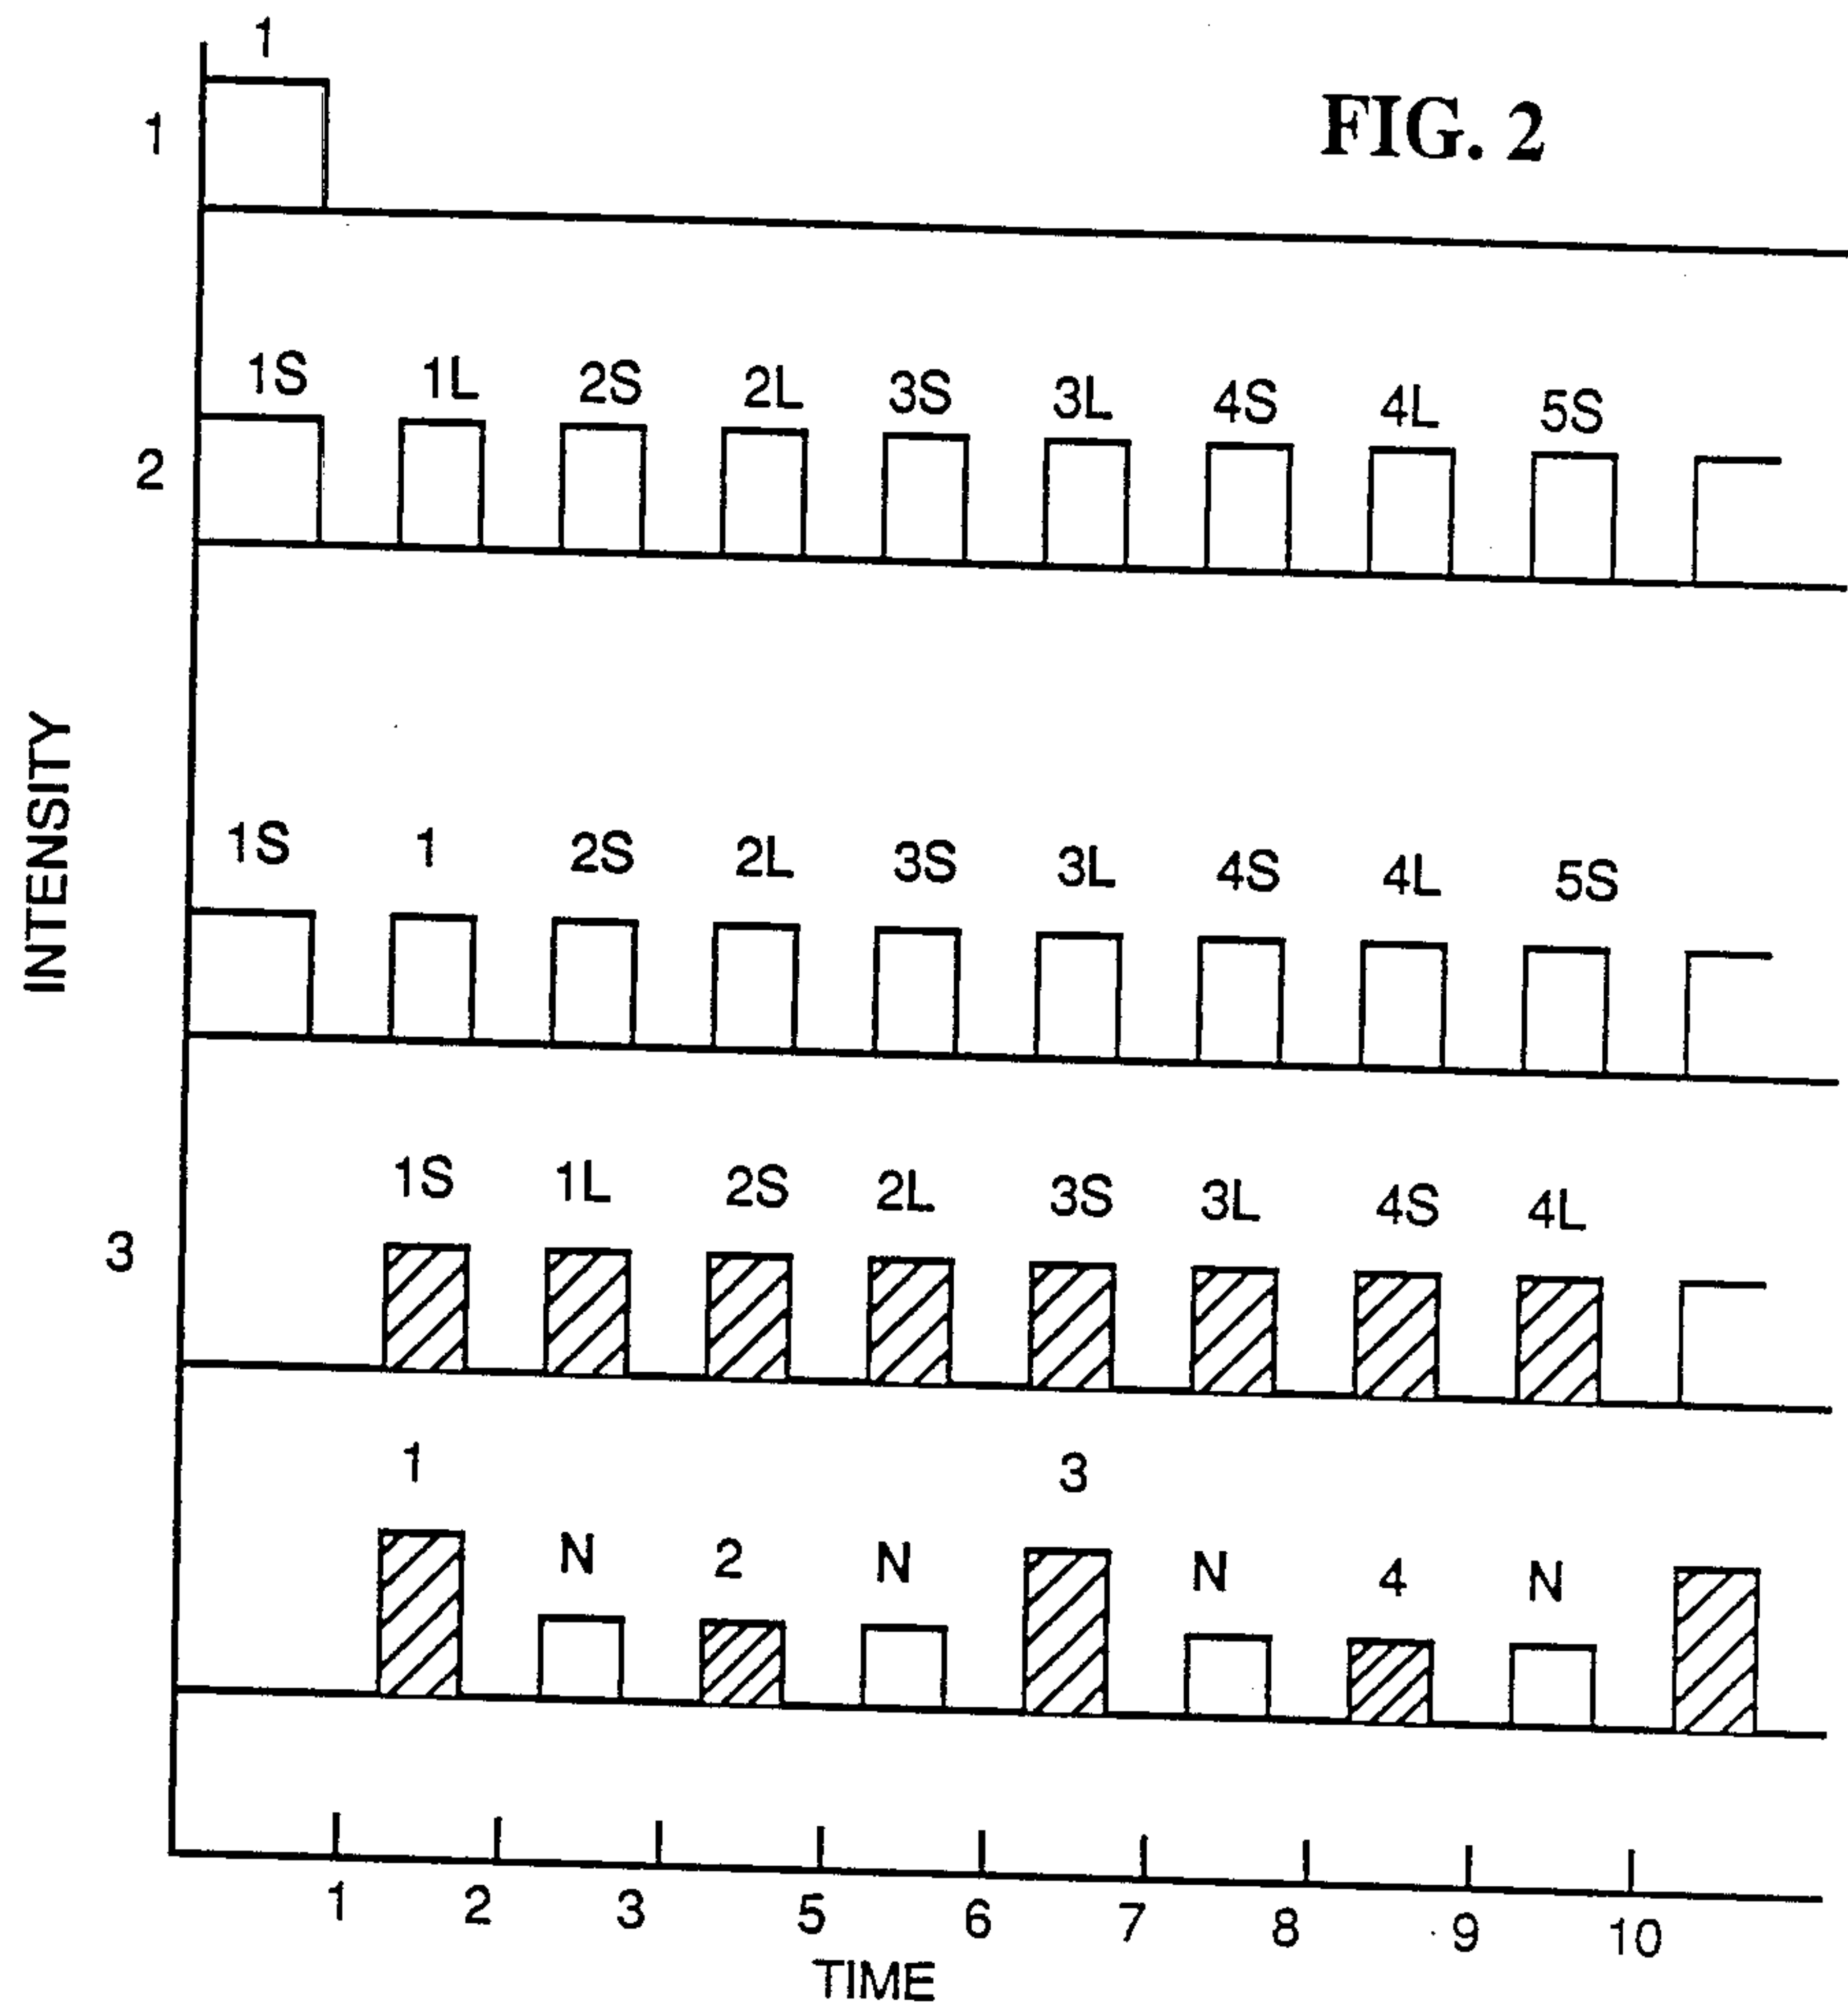 1
FIG. 2
1
1S 1L 2S 2L 3S 3L 4S 4L 5S
2
INTENSITY
1S 1 2S 2L 3S 3L 4S 4L 5S
1S 1L 2S 2L 3S 3L 4S 4L
3
1 3
N 2 N N 4 N
1 2 3 5 6 7 8 9 10
TIME